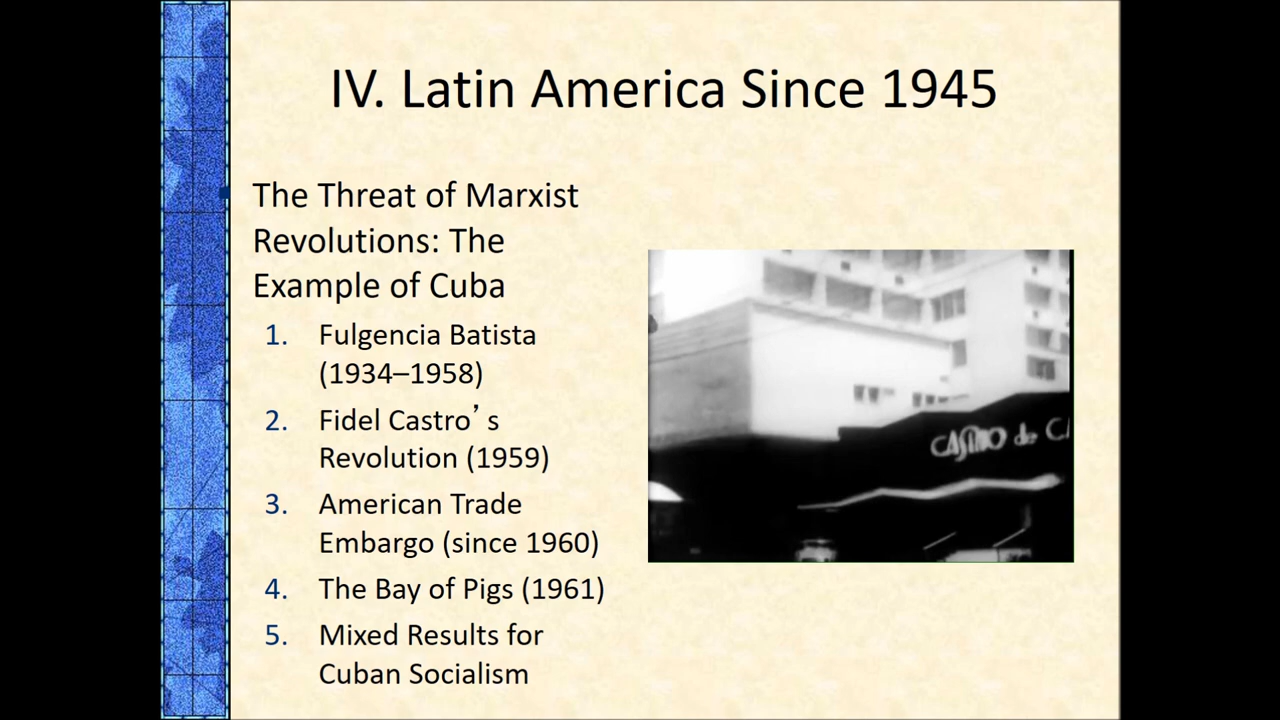 IV. Latin America Since 1945
The Threat of Marxist
Revolutions: The
Example of Cuba
1. Fulgencia Batista
(1934–1958)
2. Fidel Castro’ s
Revolution (1959)
3. American Trade
Embargo (since 1960)
4. The Bay of Pigs (1961)
5. Mixed Results for
Cuban Socialism
CASINO de